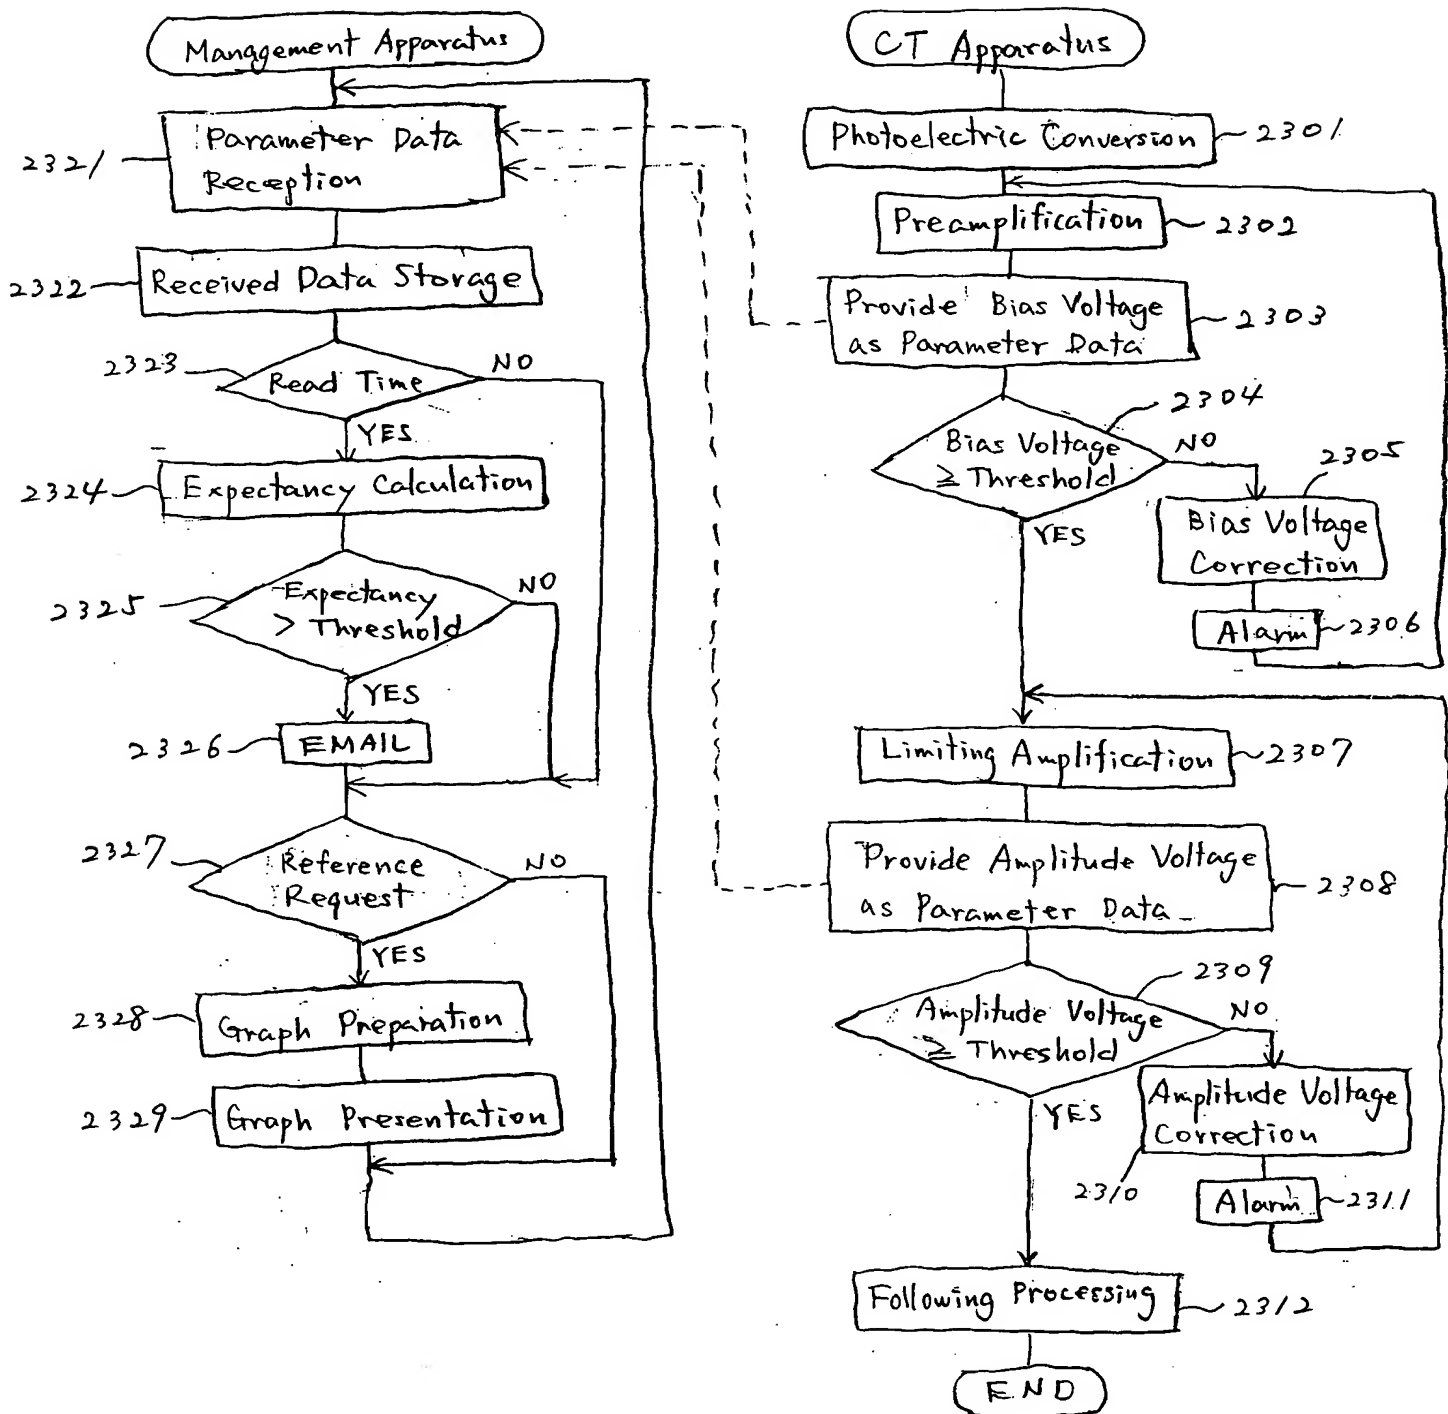 Management Apparatus
2321
Parameter Data
Reception
2322
Received Data Storage
2323
Read Time
NO
YES
2324
Expectancy Calculation
2325
Expectancy
> Threshold
NO
YES
2326
EMAIL
2327
Reference
Request
NO
YES
2328
Graph Preparation
2329
Graph Presentation
CT Apparatus
Photoelectric Conversion
2301
Preamplification
2302
Provide Bias Voltage
as Parameter Data
2303
2304
Bias Voltage
≥ Threshold
NO
YES
2305
Bias Voltage
Correction
Alarm
2306
Limiting Amplification
2307
Provide Amplitude Voltage
as Parameter Data
2308
2309
Amplitude Voltage
≥ Threshold
NO
YES
Amplitude Voltage
Correction
2310
Alarm
2311
Following Processing
2312
END